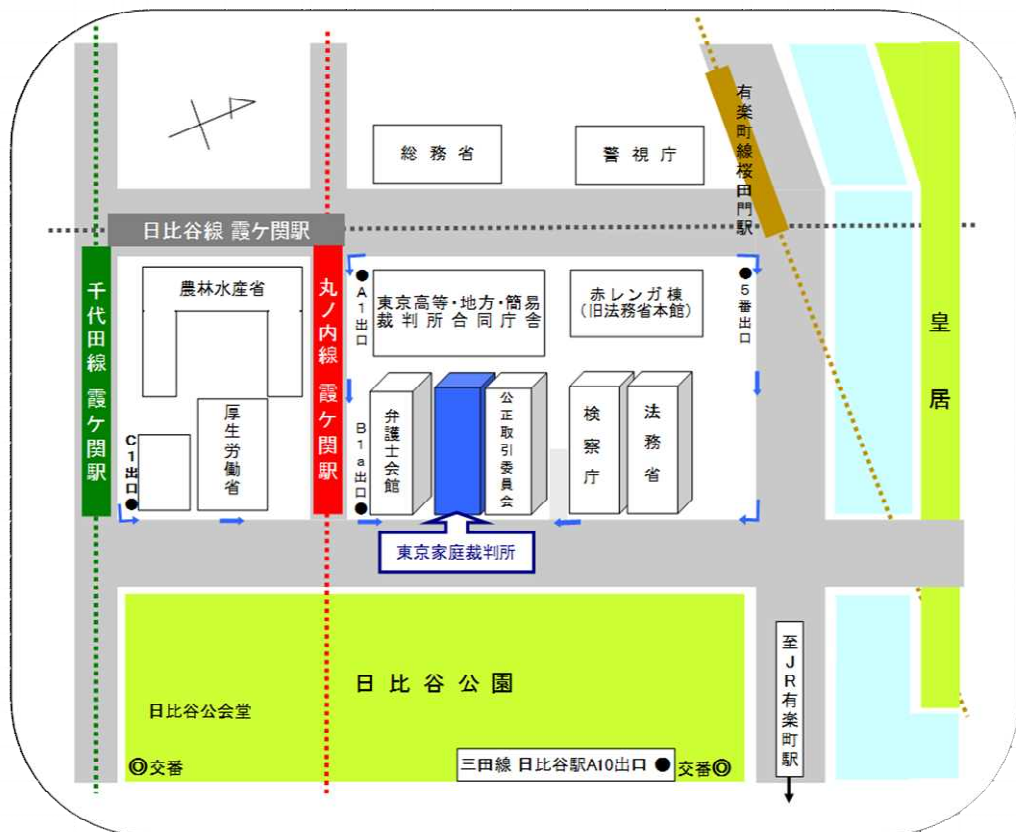 総務省
警視庁
有楽町線桜田門駅
日比谷線 霞ケ関駅
千代田線 霞ケ関駅
農林水産省
丸ノ内線 霞ケ関駅
A1出口
東京高等・地方・簡易
裁判所合同庁舎
赤レンガ棟
(旧法務省本館)
5番出口
皇居
C1出口
厚生労働省
B1a出口
弁護士会館
公正取引委員会
検察庁
法務省
東京家庭裁判所
日比谷公園
日比谷公会堂
至JR有楽町駅
◎交番
三田線 日比谷駅A10出口 ●
交番◎